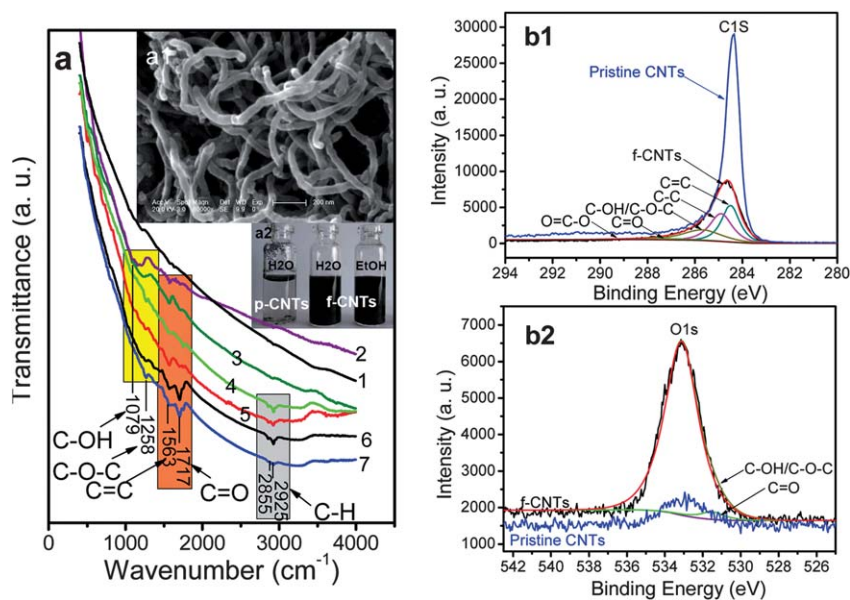 a
a1
200 nm
a2
H2O
H2O
EtOH
p-CNTs
f-CNTs
Transmittance (a. u.)
2
1
3
4
5
6
7
1079
1258
1563
1717
2855
2925
C-OH
C-O-C
C=C
C=O
C-H
0
1000
2000
3000
4000
Wavenumber (cm-1)
b1
C1S
Pristine CNTs
f-CNTs
C=C
C-C
C-OH/C-O-C
C=O
O=C-O
Intensity (a. u.)
30000
25000
20000
15000
10000
5000
0
294 292 290 288 286 284 282 280
Binding Energy (eV)
b2
O1s
C-OH/C-O-C
C=O
f-CNTs
Pristine CNTs
Intensity (a. u.)
7000
6000
5000
4000
3000
2000
1000
0
542 540 538 536 534 532 530 528 526
Binding Energy (eV)